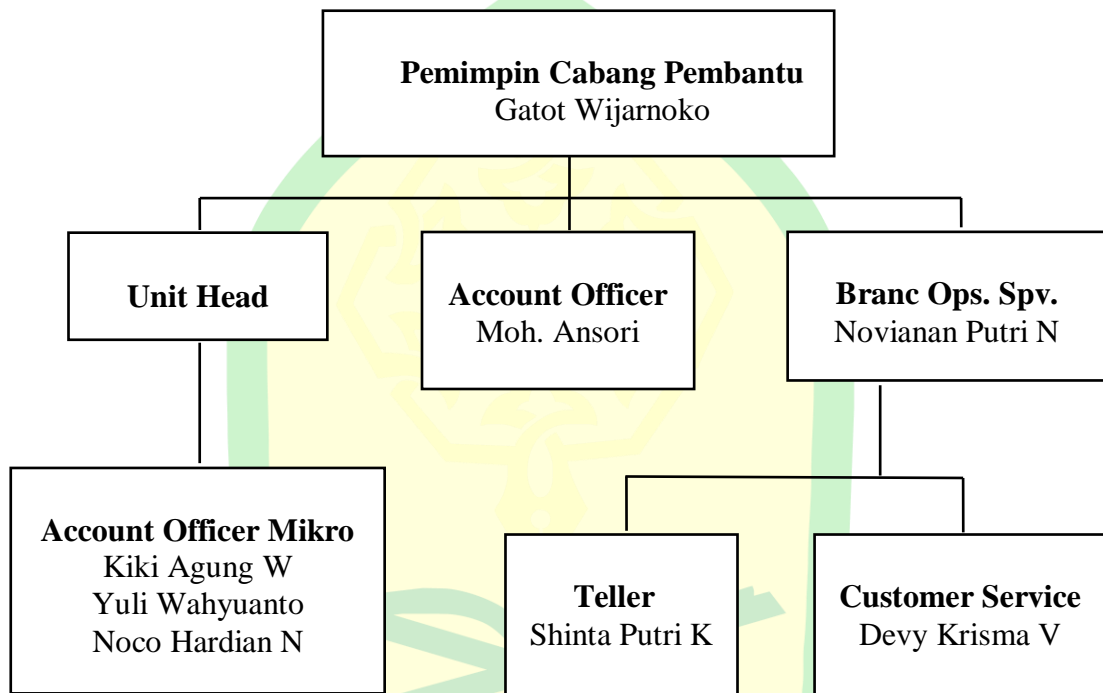 Pemimpin Cabang Pembantu
Gatot Wijarnoko
Unit Head
Account Officer
Moh. Ansori
Branc Ops. Spv.
Novianan Putri N
Account Officer Mikro
Kiki Agung W
Yuli Wahyuanto
Noco Hardian N
Teller
Shinta Putri K
Customer Service
Devy Krisma V